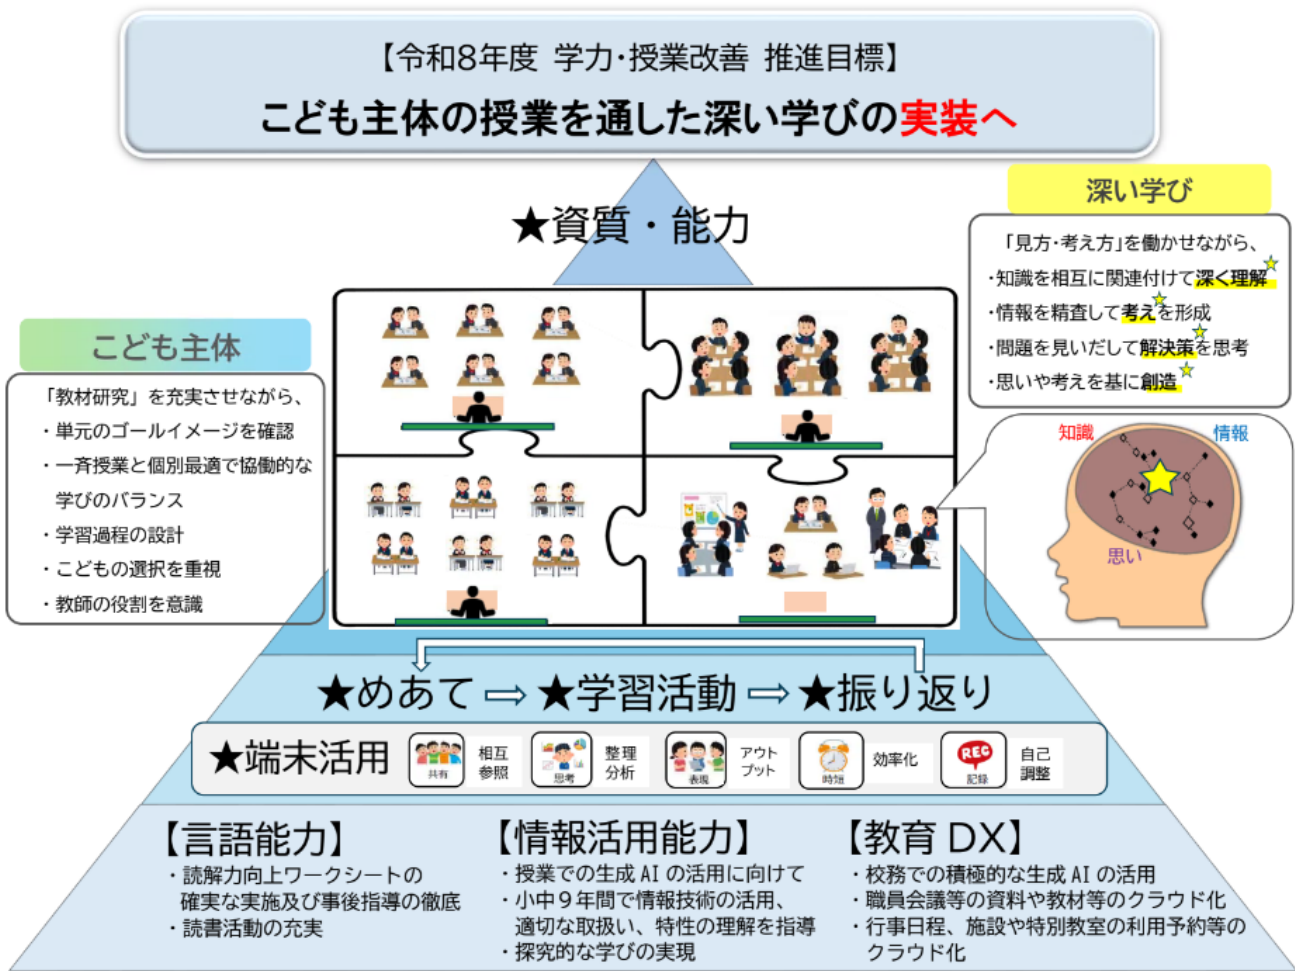 【令和8年度 学力・授業改善 推進目標】
こども主体の授業を通した深い学びの実装へ
★資質・能力
深い学び
「見方・考え方」を働かせながら、
・知識を相互に関連付けて深く理解
・情報を精査して考えを形成
・問題を見いだして解決策を思考
・思いや考えを基に創造
こども主体
「教材研究」を充実させながら、
・単元のゴールイメージを確認
・一斉授業と個別最適で協働的な
学びのバランス
・学習過程の設計
・こどもの選択を重視
・教師の役割を意識
知識
情報
思い
★めあて⇨★学習活動⇨★振り返り
★端末活用
共有
相互
参照
思考
整理
分析
表現
アウト
プット
時短
効率化
REC
記録
自己
調整
【言語能力】
・読解力向上ワークシートの
確実な実施及び事後指導の徹底
・読書活動の充実
【情報活用能力】
・授業での生成AIの活用に向けて
・小中9年間で情報技術の活用、
適切な取扱い、特性の理解を指導
・探究的な学びの実現
【教育DX】
・校務での積極的な生成AIの活用
・職員会議等の資料や教材等のクラウド化
・行事日程、施設や特別教室の利用予約等の
クラウド化